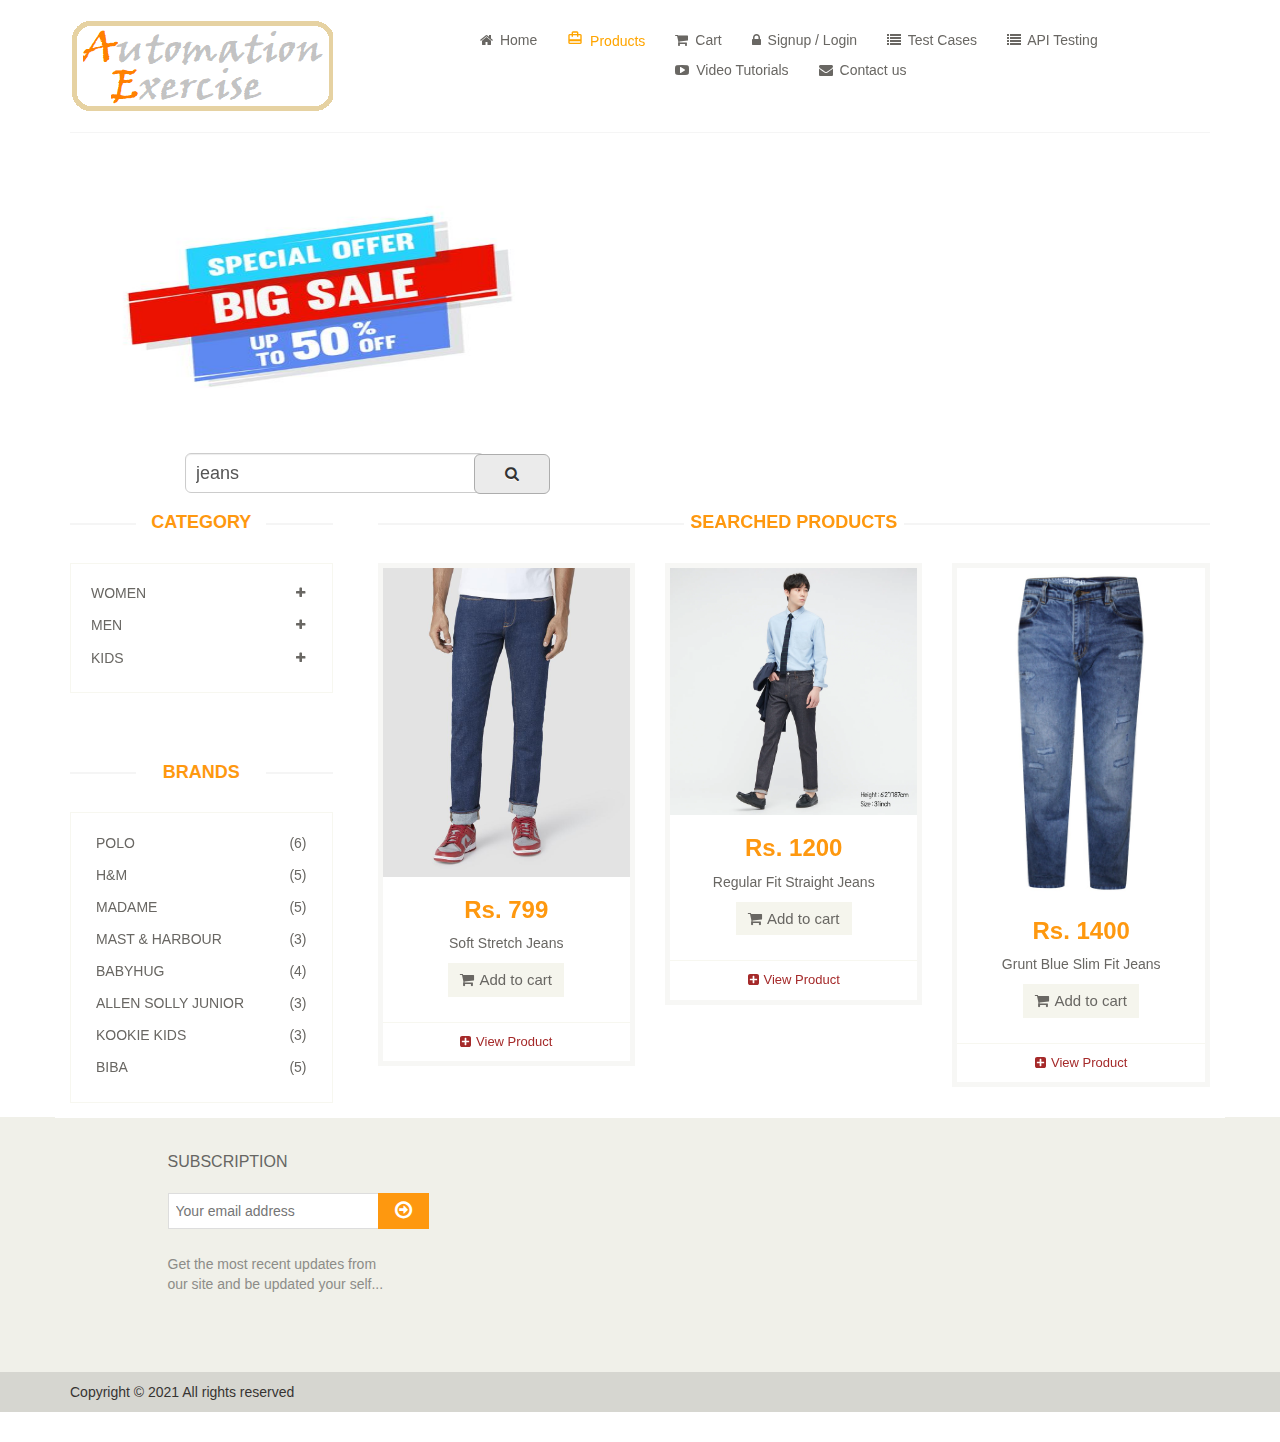 Automation
Exercise
Home
Products
Cart
Signup / Login
Test Cases
API Testing
Video Tutorials
Contact us
SPECIAL OFFER
BIG SALE
UP TO 50% OFF
jeans
CATEGORY
WOMEN
MEN
KIDS
BRANDS
POLO (6)
H&M (5)
MADAME (5)
MAST & HARBOUR (3)
BABYHUG (4)
ALLEN SOLLY JUNIOR (3)
KOOKIE KIDS (3)
BIBA (5)
SEARCHED PRODUCTS
Rs. 799
Soft Stretch Jeans
Add to cart
View Product
Height : 6'2"/187cm
Size : 31inch
Rs. 1200
Regular Fit Straight Jeans
Add to cart
View Product
Rs. 1400
Grunt Blue Slim Fit Jeans
Add to cart
View Product
SUBSCRIPTION
Your email address
Get the most recent updates from
our site and be updated your self...
Copyright © 2021 All rights reserved